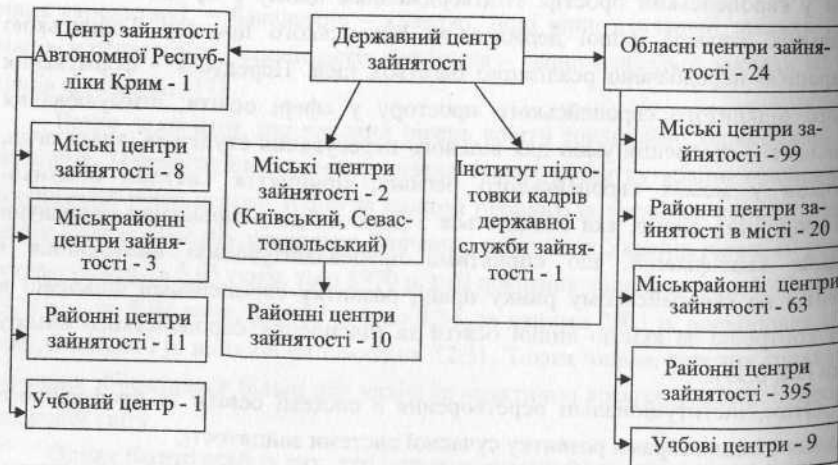 Центр зайнятості
Автономної Респуб-
ліки Крим - 1
Державний центр
зайнятості
Обласні центри зайня-
тості - 24
Міські центри
зайнятості - 8
Міськрайонні
центри зайня-
тості - 3
Районні центри
зайнятості - 11
Учбовий центр - 1
Міські центри
зайнятості - 2
(Київський, Севас-
топольський)
Районні центри
зайнятості - 10
Інститут підго-
товки кадрів
державної
служби зайня-
тості - 1
Міські центри за-
йнятості - 99
Районні центри за-
йнятості в місті - 20
Міськрайонні центри
зайнятості - 63
Районні центри
зайнятості - 395
Учбові центри - 9